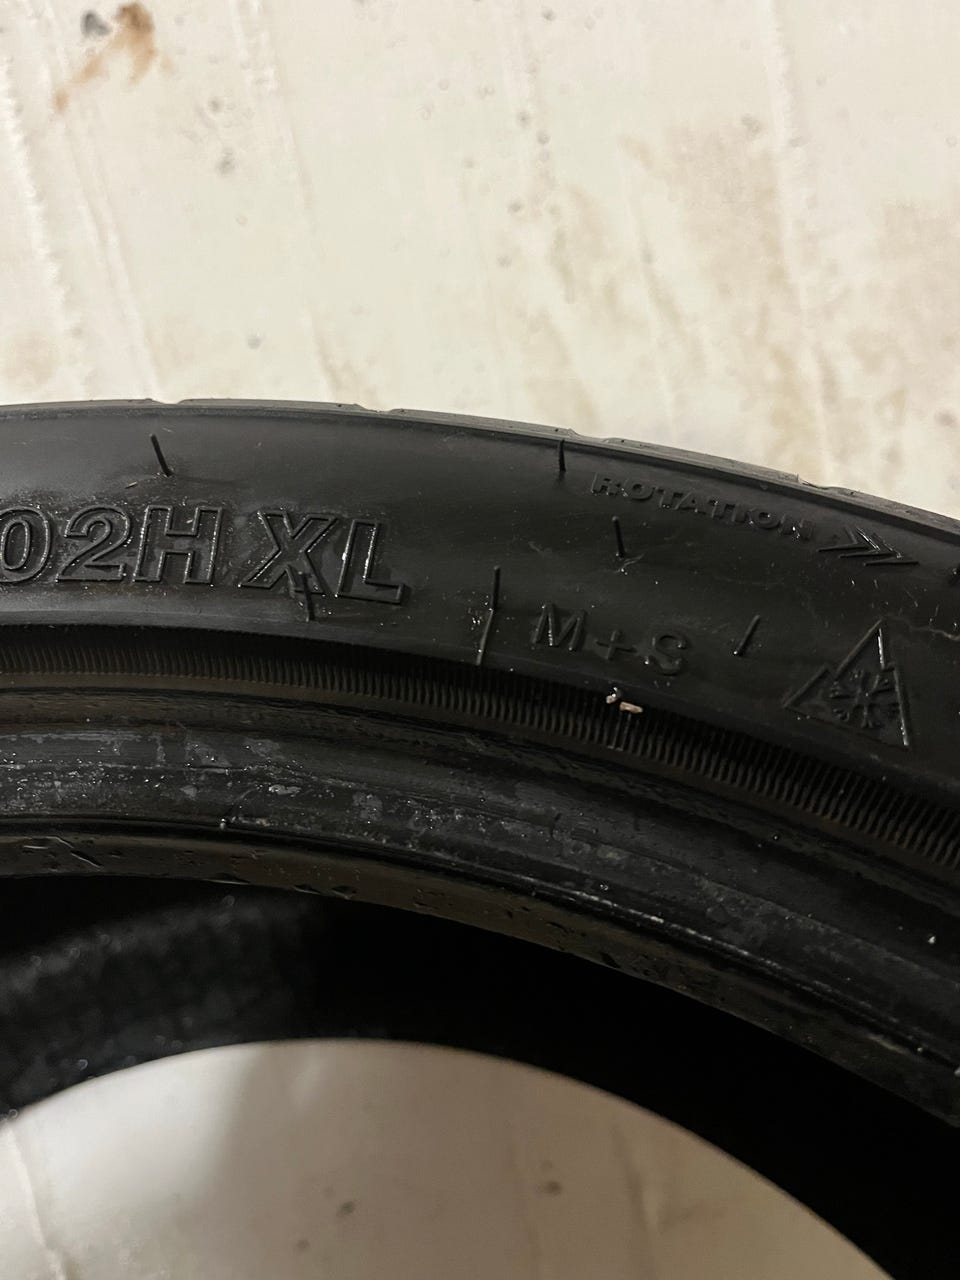 02H XL
ROTATION
M+S